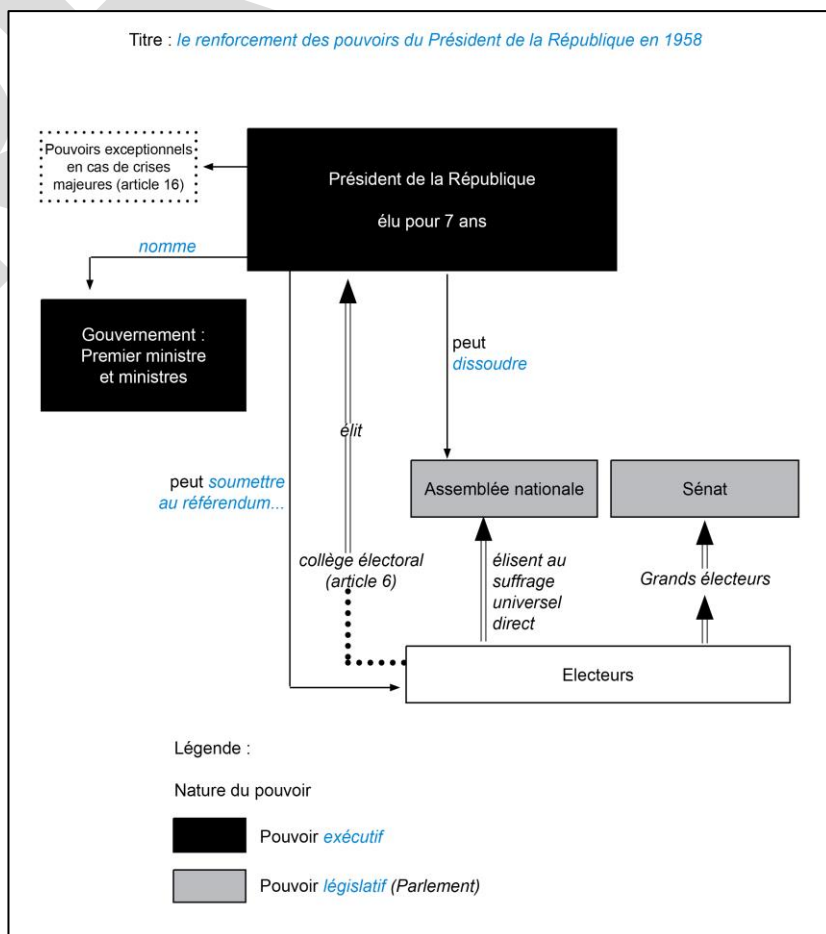 Titre : le renforcement des pouvoirs du Président de la République en 1958
Pouvoirs exceptionnels
en cas de crises
majeures (article 16)
Président de la République
élu pour 7 ans
nomme
Gouvernement :
Premier ministre
et ministres
peut
dissoudre
élit
peut soumettre
au référendum...
Assemblée nationale
Sénat
collège électoral
(article 6)
élisent au
suffrage
universel
direct
Grands électeurs
Electeurs
Légende :
Nature du pouvoir
Pouvoir exécutif
Pouvoir législatif (Parlement)